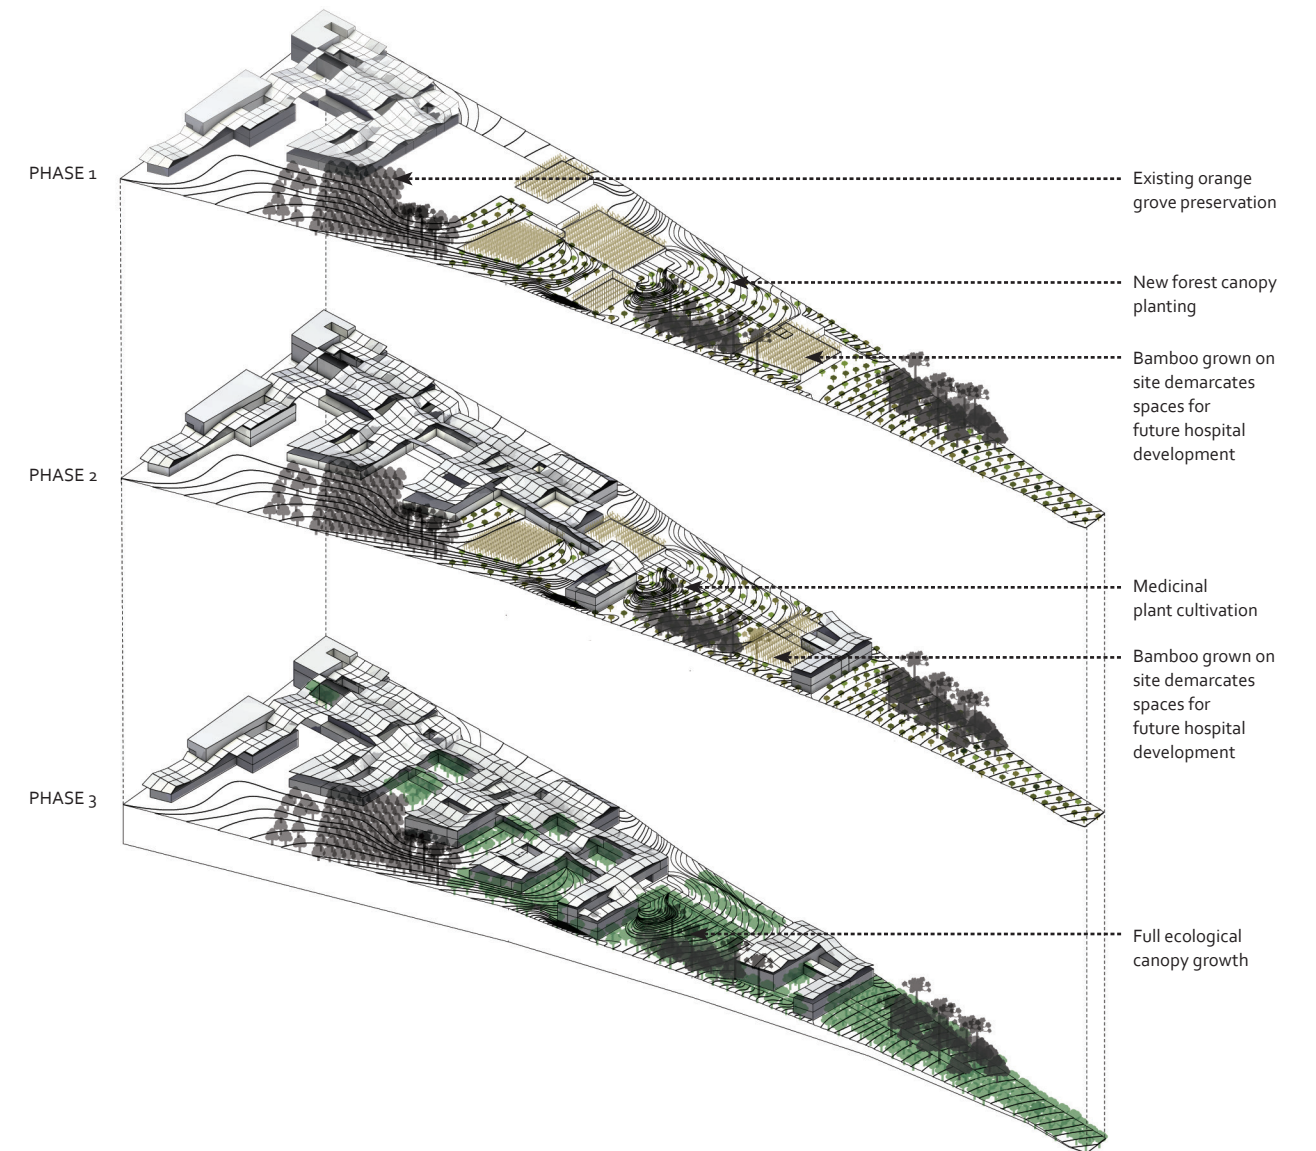 PHASE 1
Existing orange
grove preservation
New forest canopy
planting
Bamboo grown on
site demarcates
spaces for
future hospital
development
PHASE 2
Medicinal
plant cultivation
Bamboo grown on
site demarcates
spaces for
future hospital
development
PHASE 3
Full ecological
canopy growth